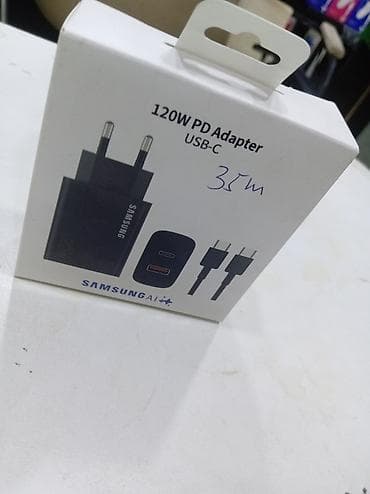 120W PD Adapter
USB-C
35m
SAMSUNG
SAMSUNG AI